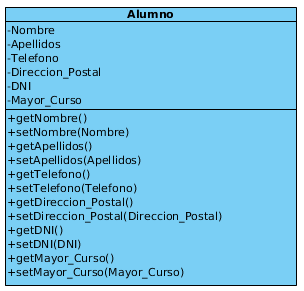 Alumno
-Nombre
-Apellidos
-Telefono
-Direccion_Postal
-DNI
-Mayor_Curso
+getNombre()
+setNombre(Nombre)
+getApellidos()
+setApellidos(Apellidos)
+getTelefono()
+setTelefono(Telefono)
+getDireccion_Postal()
+setDireccion_Postal(Direccion_Postal)
+getDNI()
+setDNI(DNI)
+getMayor_Curso()
+setMayor_Curso(Mayor_Curso)